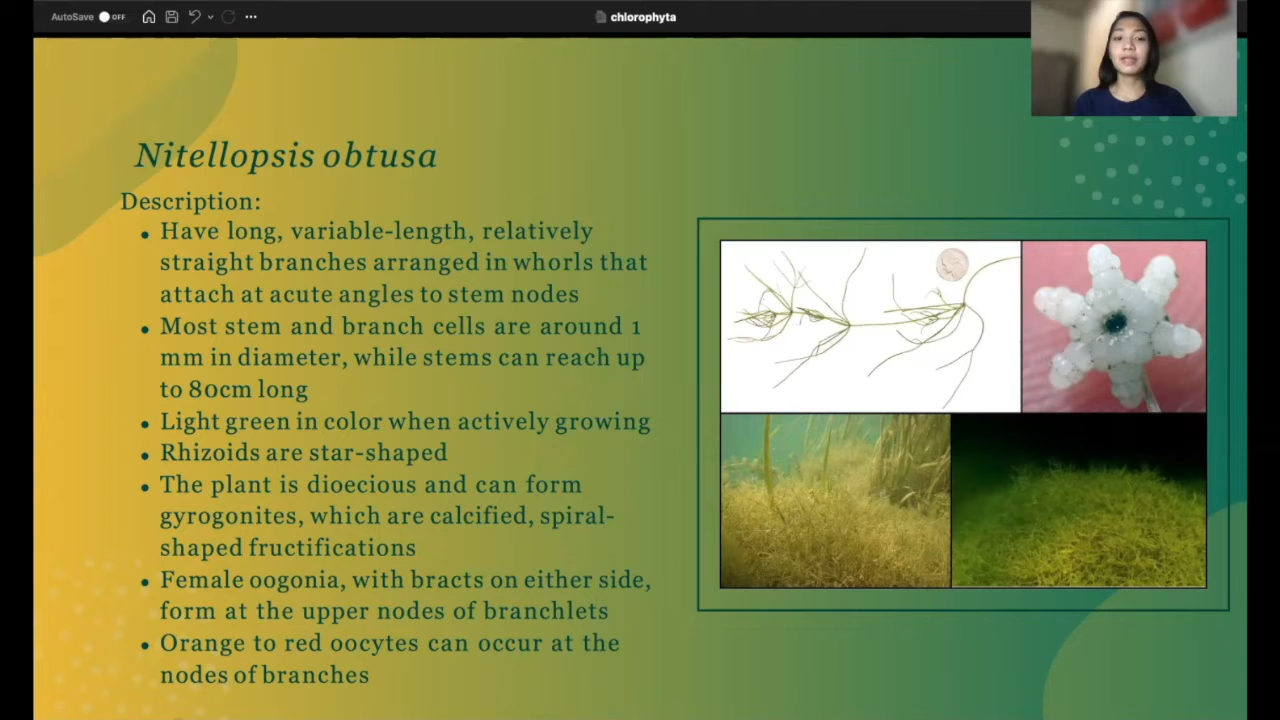 AutoSave OFF
chlorophyta
Nitellopsis obtusa
Description:
• Have long, variable-length, relatively
straight branches arranged in whorls that
attach at acute angles to stem nodes
• Most stem and branch cells are around 1
mm in diameter, while stems can reach up
to 80cm long
• Light green in color when actively growing
• Rhizoids are star-shaped
• The plant is dioecious and can form
gyrogonites, which are calcified, spiral-
shaped fructifications
• Female oogonia, with bracts on either side,
form at the upper nodes of branchlets
• Orange to red oocytes can occur at the
nodes of branches